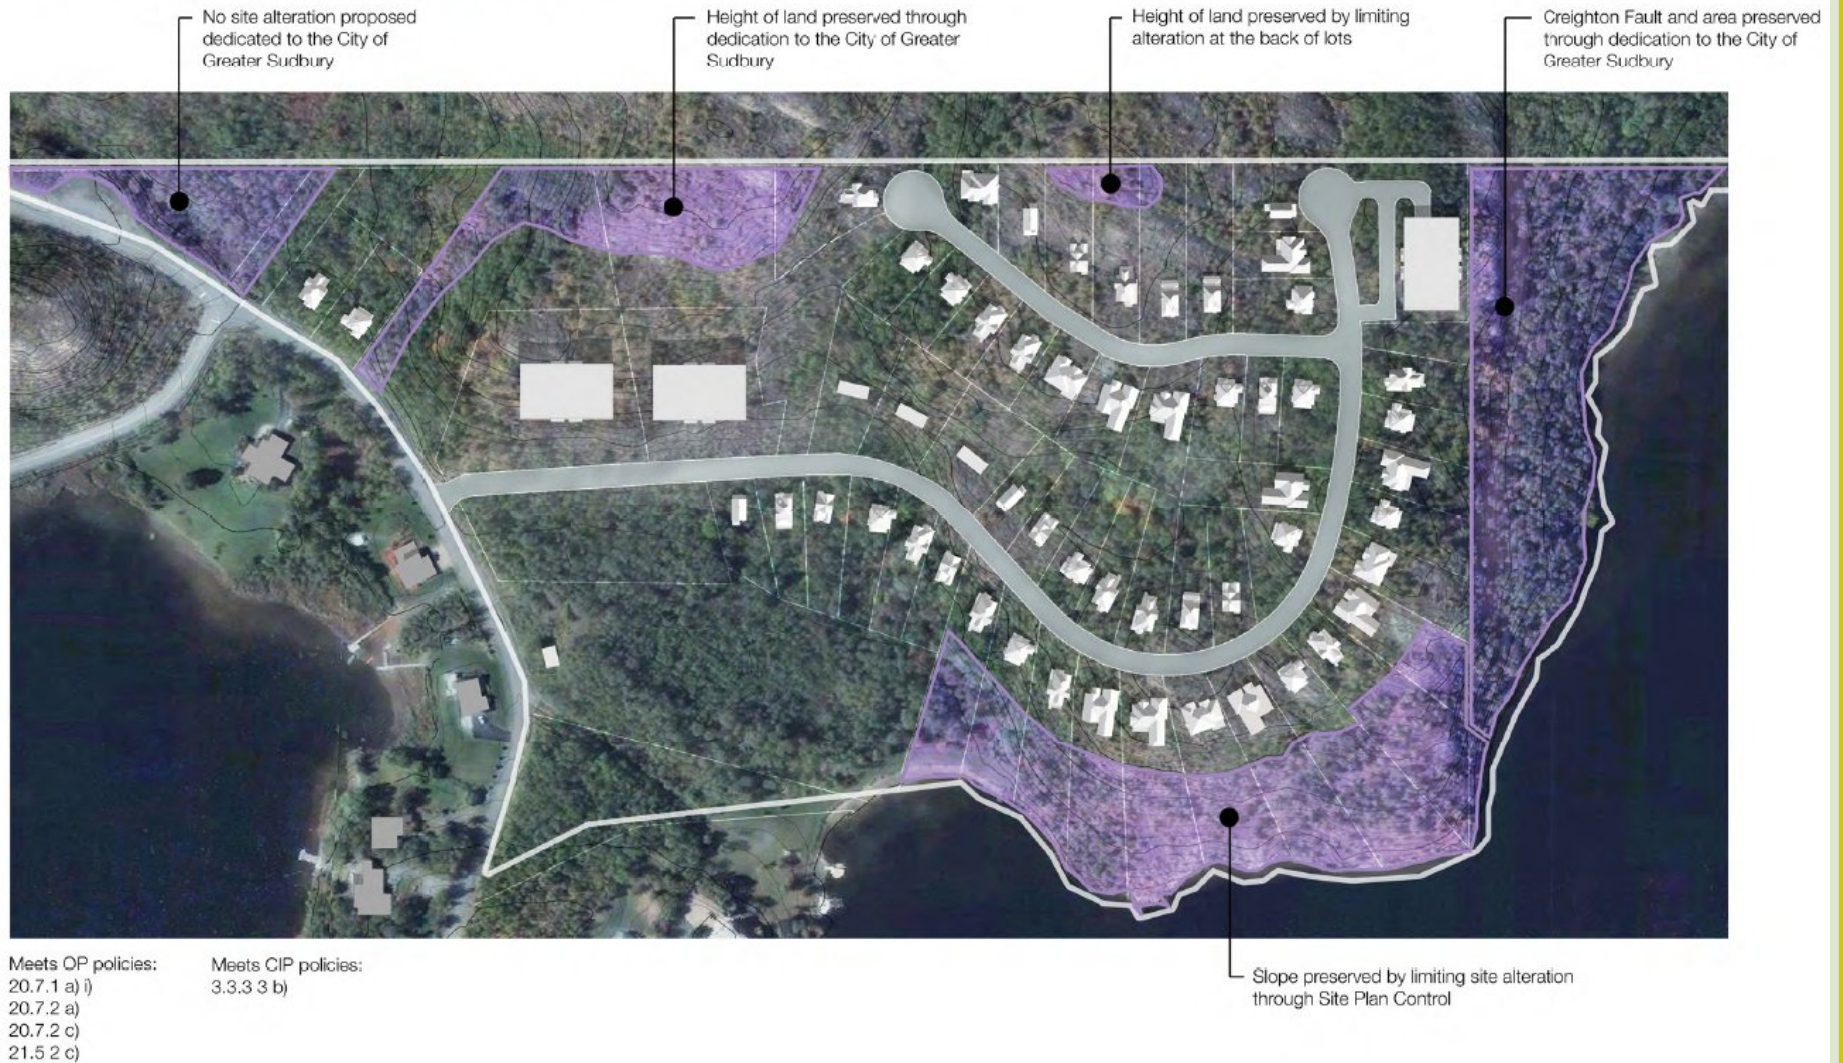 No site alteration proposed
dedicated to the City of
Greater Sudbury
Height of land preserved through
dedication to the City of Greater
Sudbury
Height of land preserved by limiting
alteration at the back of lots
Creighton Fault and area preserved
through dedication to the City of
Greater Sudbury
Slope preserved by limiting site alteration
through Site Plan Control
Meets OP policies:
20.7.1 a) i)
20.7.2 a)
20.7.2 c)
21.5 2 c)
Meets CIP policies:
3.3.3 3 b)